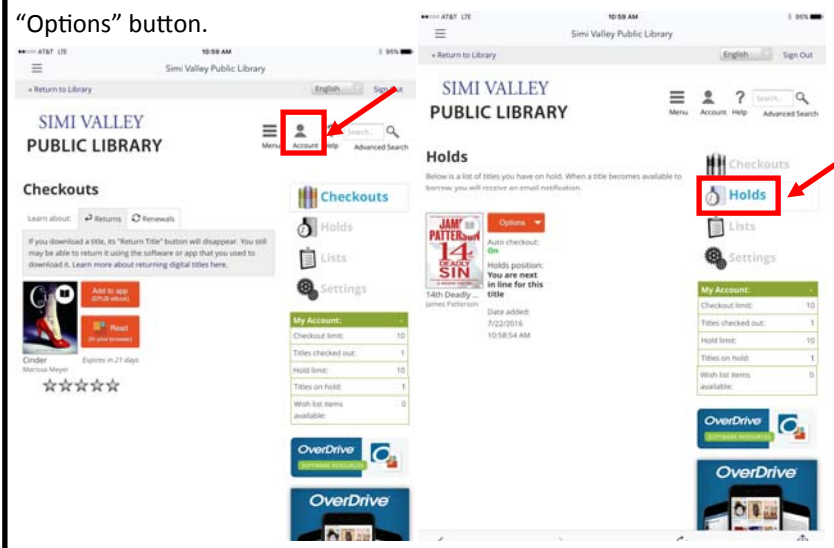 “Options” button.
AT&T LTE
10:59 AM
95%
Simi Valley Public Library
« Return to Library
English
Sign Out
SIMI VALLEY
PUBLIC LIBRARY
Menu
Account
Help
Search...
Advanced Search
Checkouts
Learn about:
Returns
Renewals
If you download a title, its "Return Title" button will disappear. You still
may be able to return it using the software or app that you used to
download it. Learn more about returning digital titles here.
Cinder
Add to app
(EPUB eBook)
Read
(in your browser)
Cinder
Marissa Meyer
Expires in 21 days
Checkouts
Holds
Lists
Settings
My Account: -
Checkout limit: 10
Titles checked out: 1
Hold limit: 10
Titles on hold: 1
Wish list items 0
available:
OverDrive
SOFTWARE RESOURCES
OverDrive
AT&T LTE
10:59 AM
95%
Simi Valley Public Library
« Return to Library
English
Sign Out
SIMI VALLEY
PUBLIC LIBRARY
Menu
Account
Help
Search...
Advanced Search
Holds
Below is a list of titles you have on hold. When a title becomes available to
borrow, you will receive an email notification.
JAMES
PATTERSON
14TH
DEADLY
SIN
14th Deadly ...
James Patterson
Options
Auto checkout:
On
Holds position:
You are next
in line for this
title
Date added:
7/22/2016
10:58:54 AM
Checkouts
Holds
Lists
Settings
My Account: -
Checkout limit: 10
Titles checked out: 1
Hold limit: 10
Titles on hold: 1
Wish list items 0
available:
OverDrive
SOFTWARE RESOURCES
OverDrive